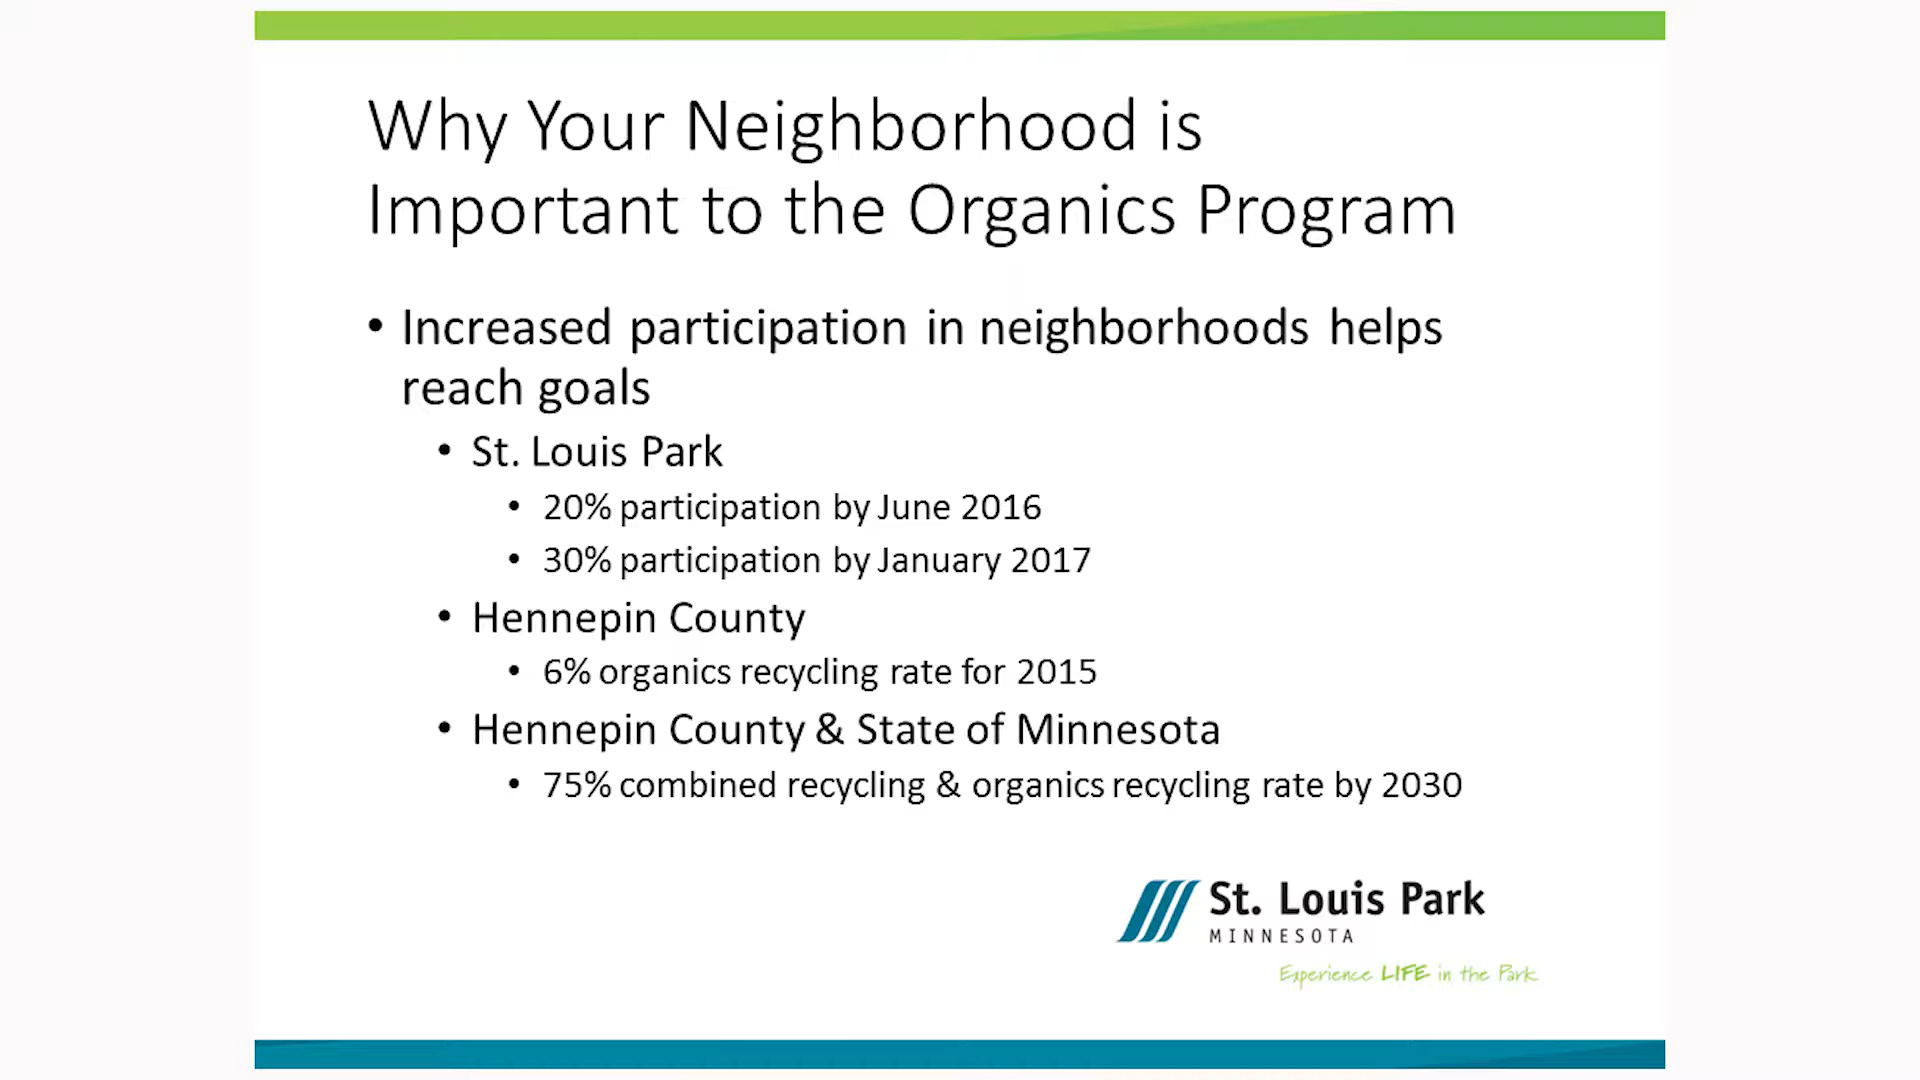 Why Your Neighborhood is
Important to the Organics Program
• Increased participation in neighborhoods helps
reach goals
• St. Louis Park
• 20% participation by June 2016
• 30% participation by January 2017
• Hennepin County
• 6% organics recycling rate for 2015
• Hennepin County & State of Minnesota
• 75% combined recycling & organics recycling rate by 2030
St. Louis Park
MINNESOTA
Experience LIFE in the Park